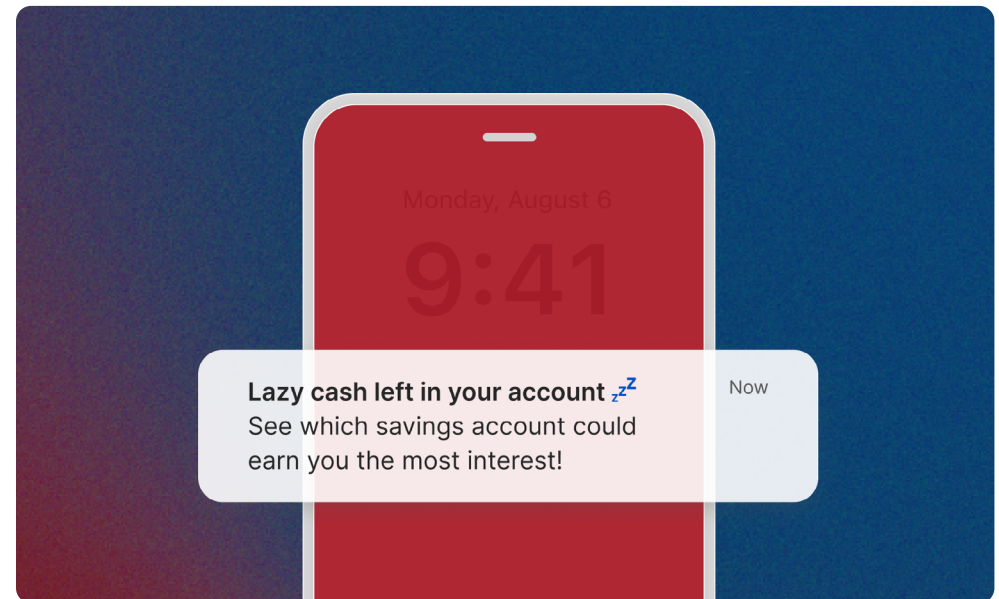 Monday, August 6
9:41
Lazy cash left in your account 💤
Now
See which savings account could
earn you the most interest!